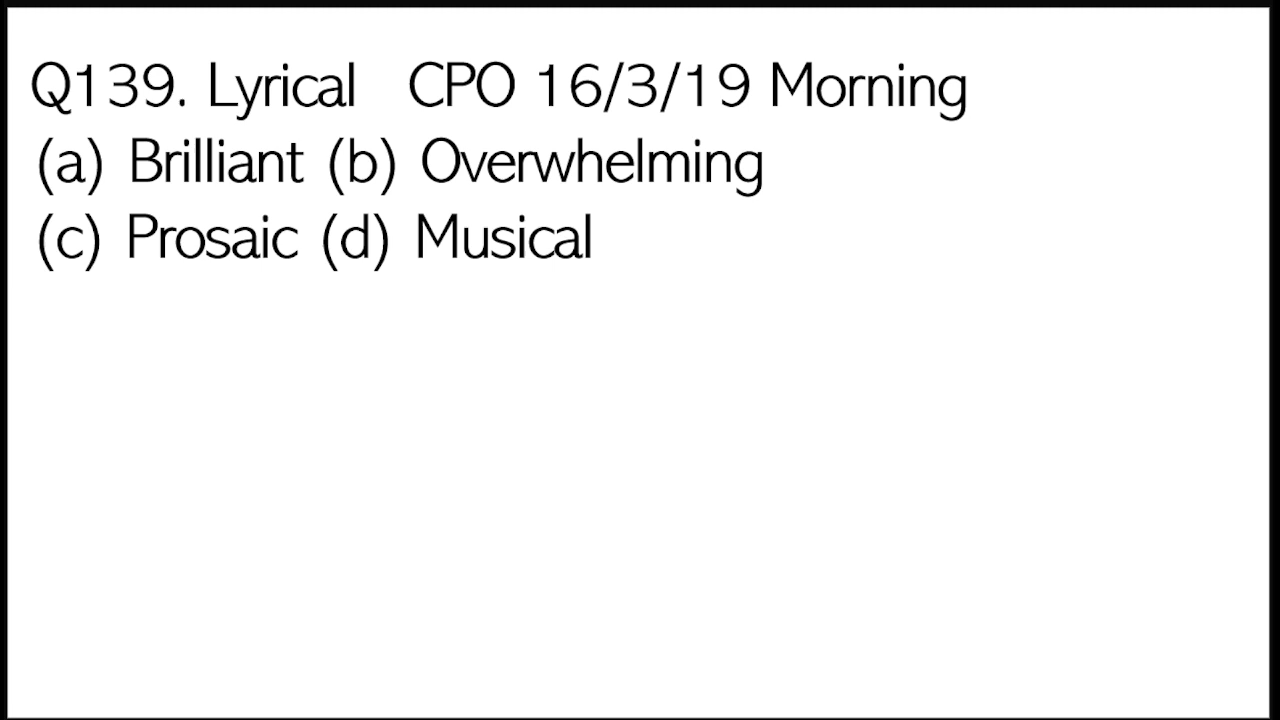 Q139. Lyrical CPO 16/3/19 Morning
(a) Brilliant (b) Overwhelming
(c) Prosaic (d) Musical